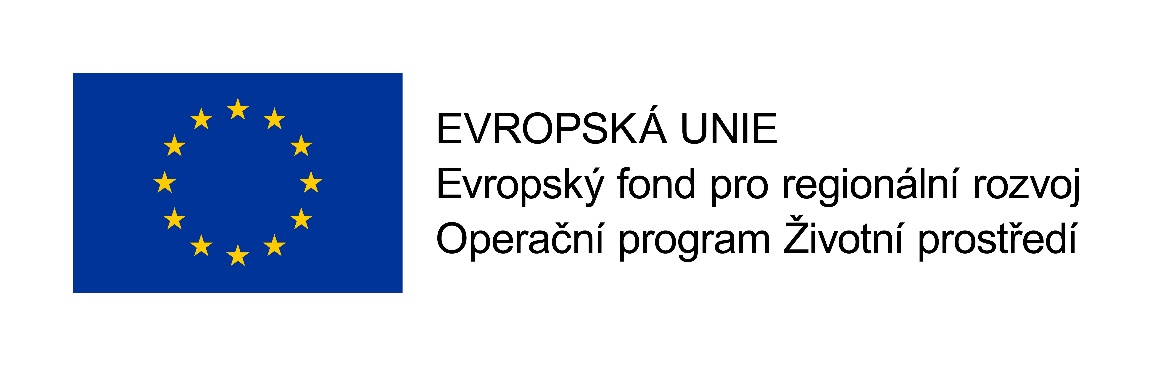 EVROPSKÁ UNIE
Evropský fond pro regionální rozvoj
Operační program Životní prostředí